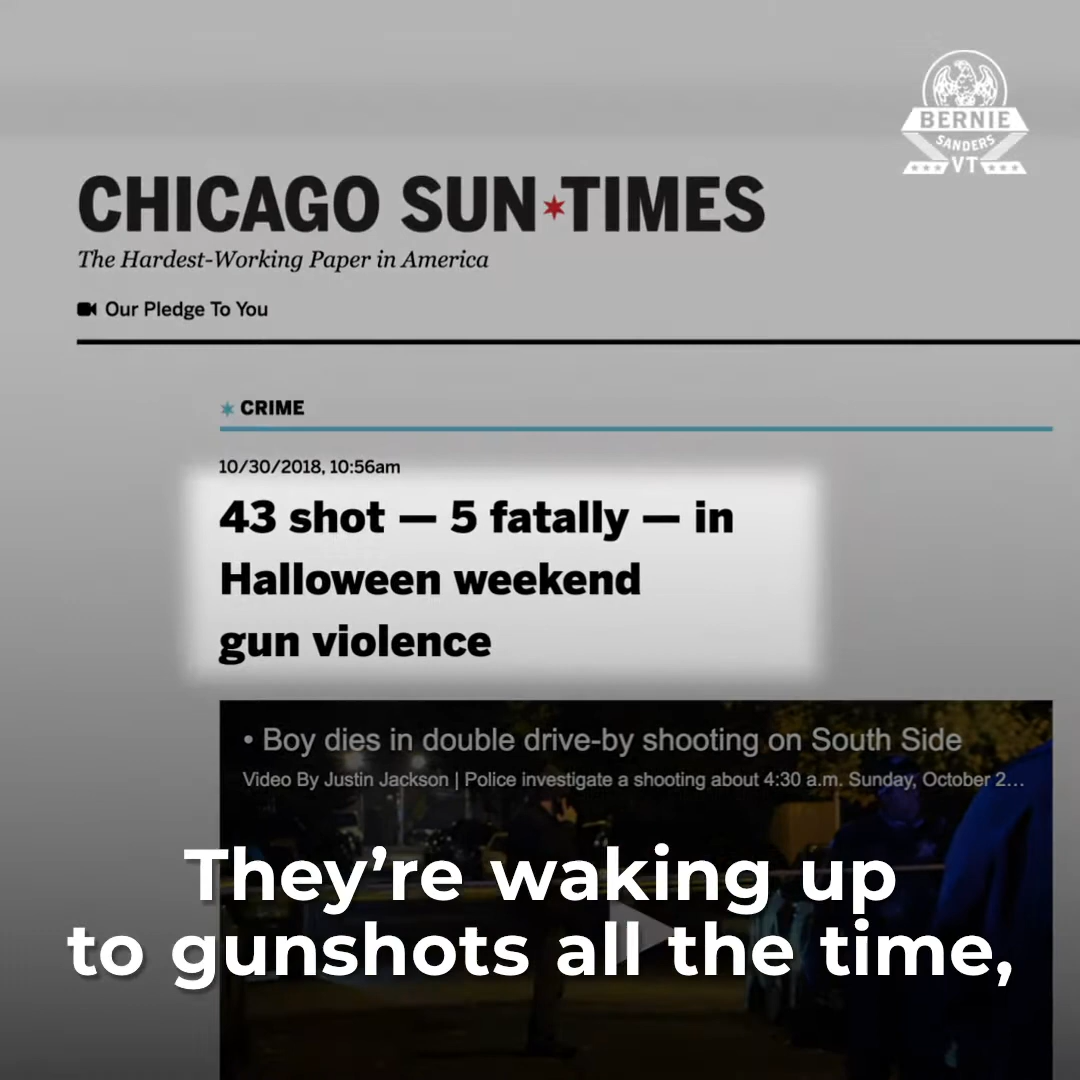 BERNIE
SANDERS
VT
CHICAGO SUN TIMES
The Hardest-Working Paper in America
Our Pledge To You
CRIME
10/30/2018, 10:56am
43 shot — 5 fatally — in
Halloween weekend
gun violence
• Boy dies in double drive-by shooting on South Side
Video By Justin Jackson | Police investigate a shooting about 4:30 a.m. Sunday, October 2...
They’re waking up
to gunshots all the time,